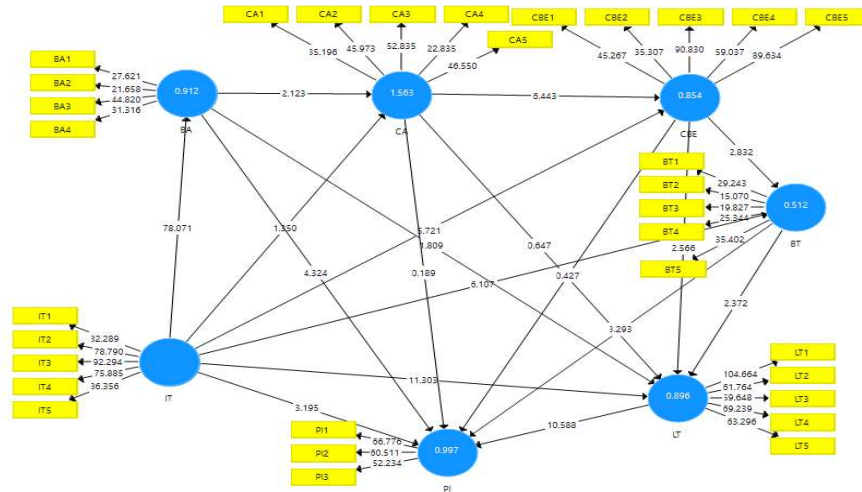 CA1 CA2 CA3 CA4 CBE1 CBE2 CBE3 CBE4 CBE5
CA5
35.196 45.973 52.835 22.835 46.550
45.267 35.307 90.830 59.037 89.634
BA1
BA2
BA3
BA4
27.621
21.658
44.820
31.316
0.912
BA
2.123
1.563
CA
6.443
0.854
CBE
2.832
BT1
BT2
BT3
BT4
BT5
29.243
15.070
19.827
25.344
35.402
0.512
BT
78.071
1.350
5.721
1.809
0.647
2.566
4.324
0.189
0.427
6.107
3.293
2.372
IT1
IT2
IT3
IT4
IT5
32.289
78.790
92.294
75.885
36.356
IT
11.303
3.195
10.588
LT1
LT2
LT3
LT4
LT5
104.664
61.764
59.648
69.239
63.296
0.896
LT
PI1
PI2
PI3
66.776
60.511
52.234
0.997
PI